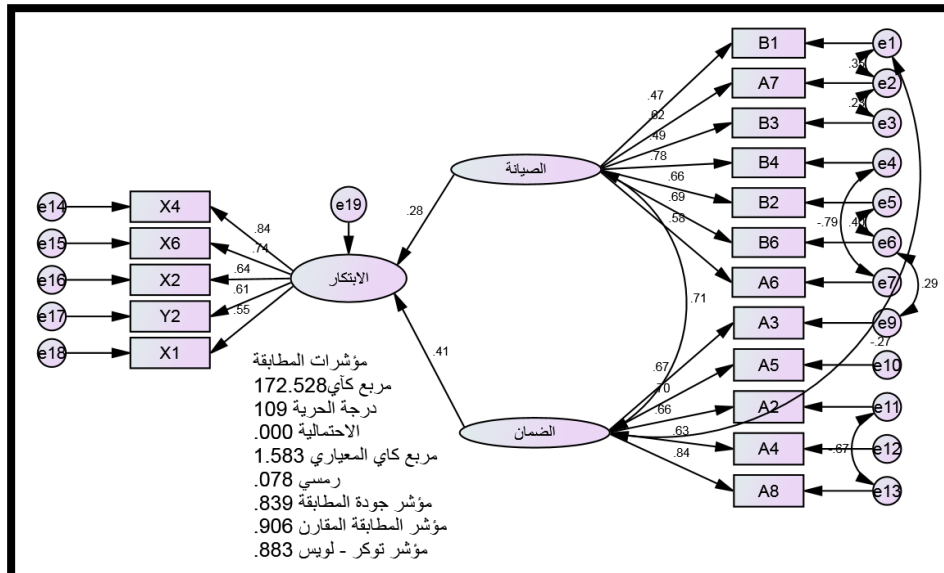 B1
e1
.35
.47
A7
e2
.62
.23
B3
e3
.49
.78
B4
e4
الصيانة
.66
B2
e5
.69
-.79
.58
B6
e6
e14
X4
e19
.28
.84
e15
X6
.74
A6
e7
.29
e16
X2
.64
الابتكار
.71
e17
Y2
.61
A3
e9
e18
X1
.55
.41
.67
-.27
A5
e10
.70
مؤشرات المطابقة
مربع كآي172.528
درجة الحرية 109
الاحتمالية 000.
مربع كاي المعياري 1.583
رمسي 078.
مؤشر جودة المطابقة 839.
مؤشر المطابقة المقارن 906.
مؤشر توكر - لويس 883.
.66
A2
e11
الضمان
.63
A4
-.67
e12
.84
A8
e13